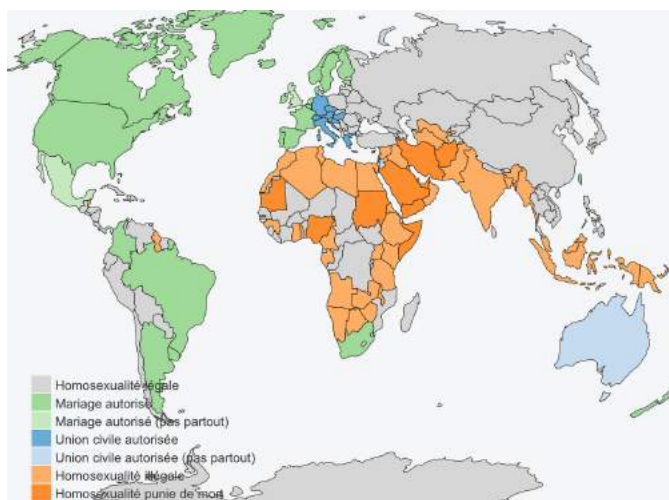 Homosexualité légale
Mariage autorisé
Mariage autorisé (pas partout)
Union civile autorisée
Union civile autorisée (pas partout)
Homosexualité illégale
Homosexualité punie de mort